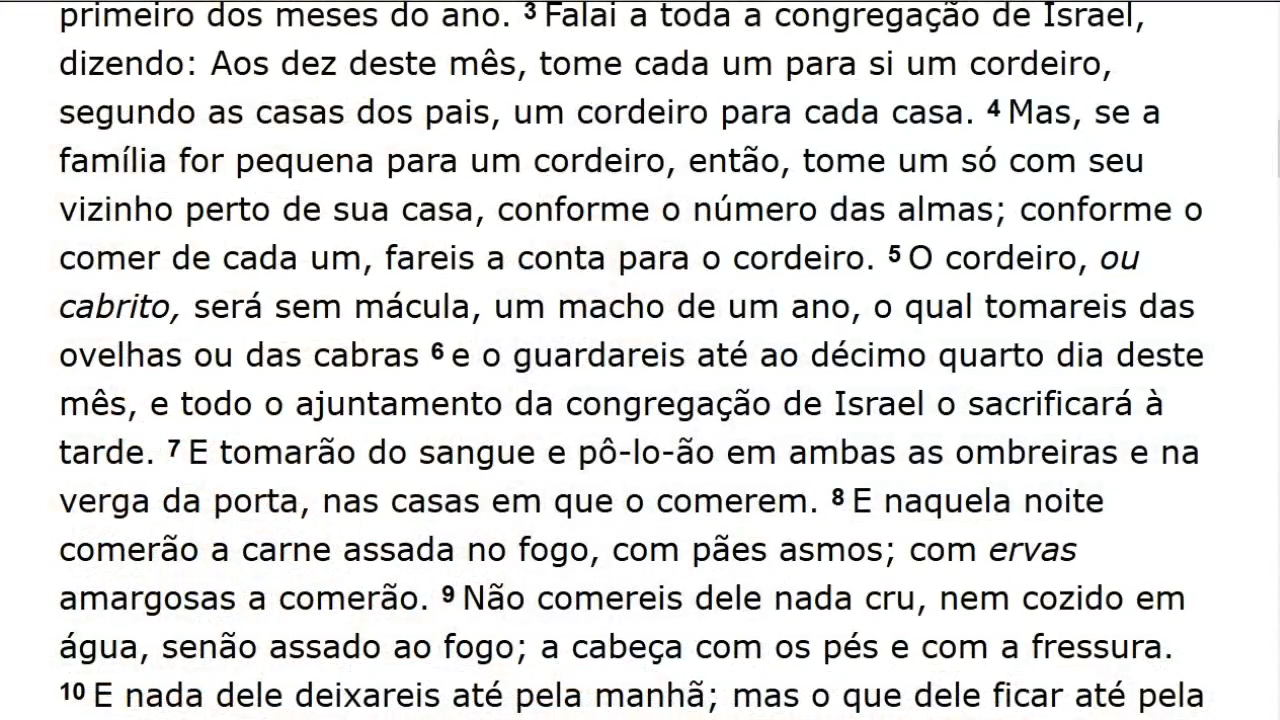 primeiro dos meses do ano. 3 Falai a toda a congregação de Israel,
dizendo: Aos dez deste mês, tome cada um para si um cordeiro,
segundo as casas dos pais, um cordeiro para cada casa. 4 Mas, se a
família for pequena para um cordeiro, então, tome um só com seu
vizinho perto de sua casa, conforme o número das almas; conforme o
comer de cada um, fareis a conta para o cordeiro. 5 O cordeiro, ou
cabrito, será sem mácula, um macho de um ano, o qual tomareis das
ovelhas ou das cabras 6 e o guardareis até ao décimo quarto dia deste
mês, e todo o ajuntamento da congregação de Israel o sacrificará à
tarde. 7 E tomarão do sangue e pô-lo-ão em ambas as ombreiras e na
verga da porta, nas casas em que o comerem. 8 E naquela noite
comerão a carne assada no fogo, com pães asmos; com ervas
amargosas a comerão. 9 Não comereis dele nada cru, nem cozido em
água, senão assado ao fogo; a cabeça com os pés e com a fressura.
10 E nada dele deixareis até pela manhã; mas o que dele ficar até pela